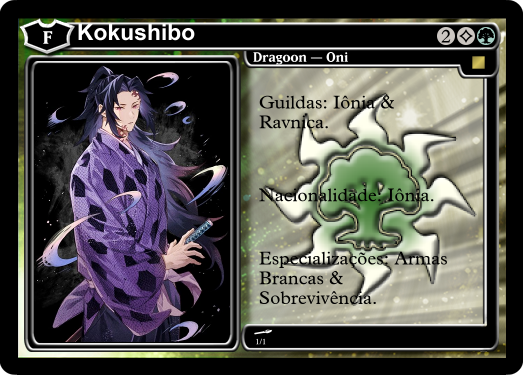 F
Kokushibo
2
Dragoon — Oni
Guildas: Iônia &
Ravnica.
Nacionalidade: Iônia.
Especializações: Armas
Brancas &
Sobrevivência.
1/1